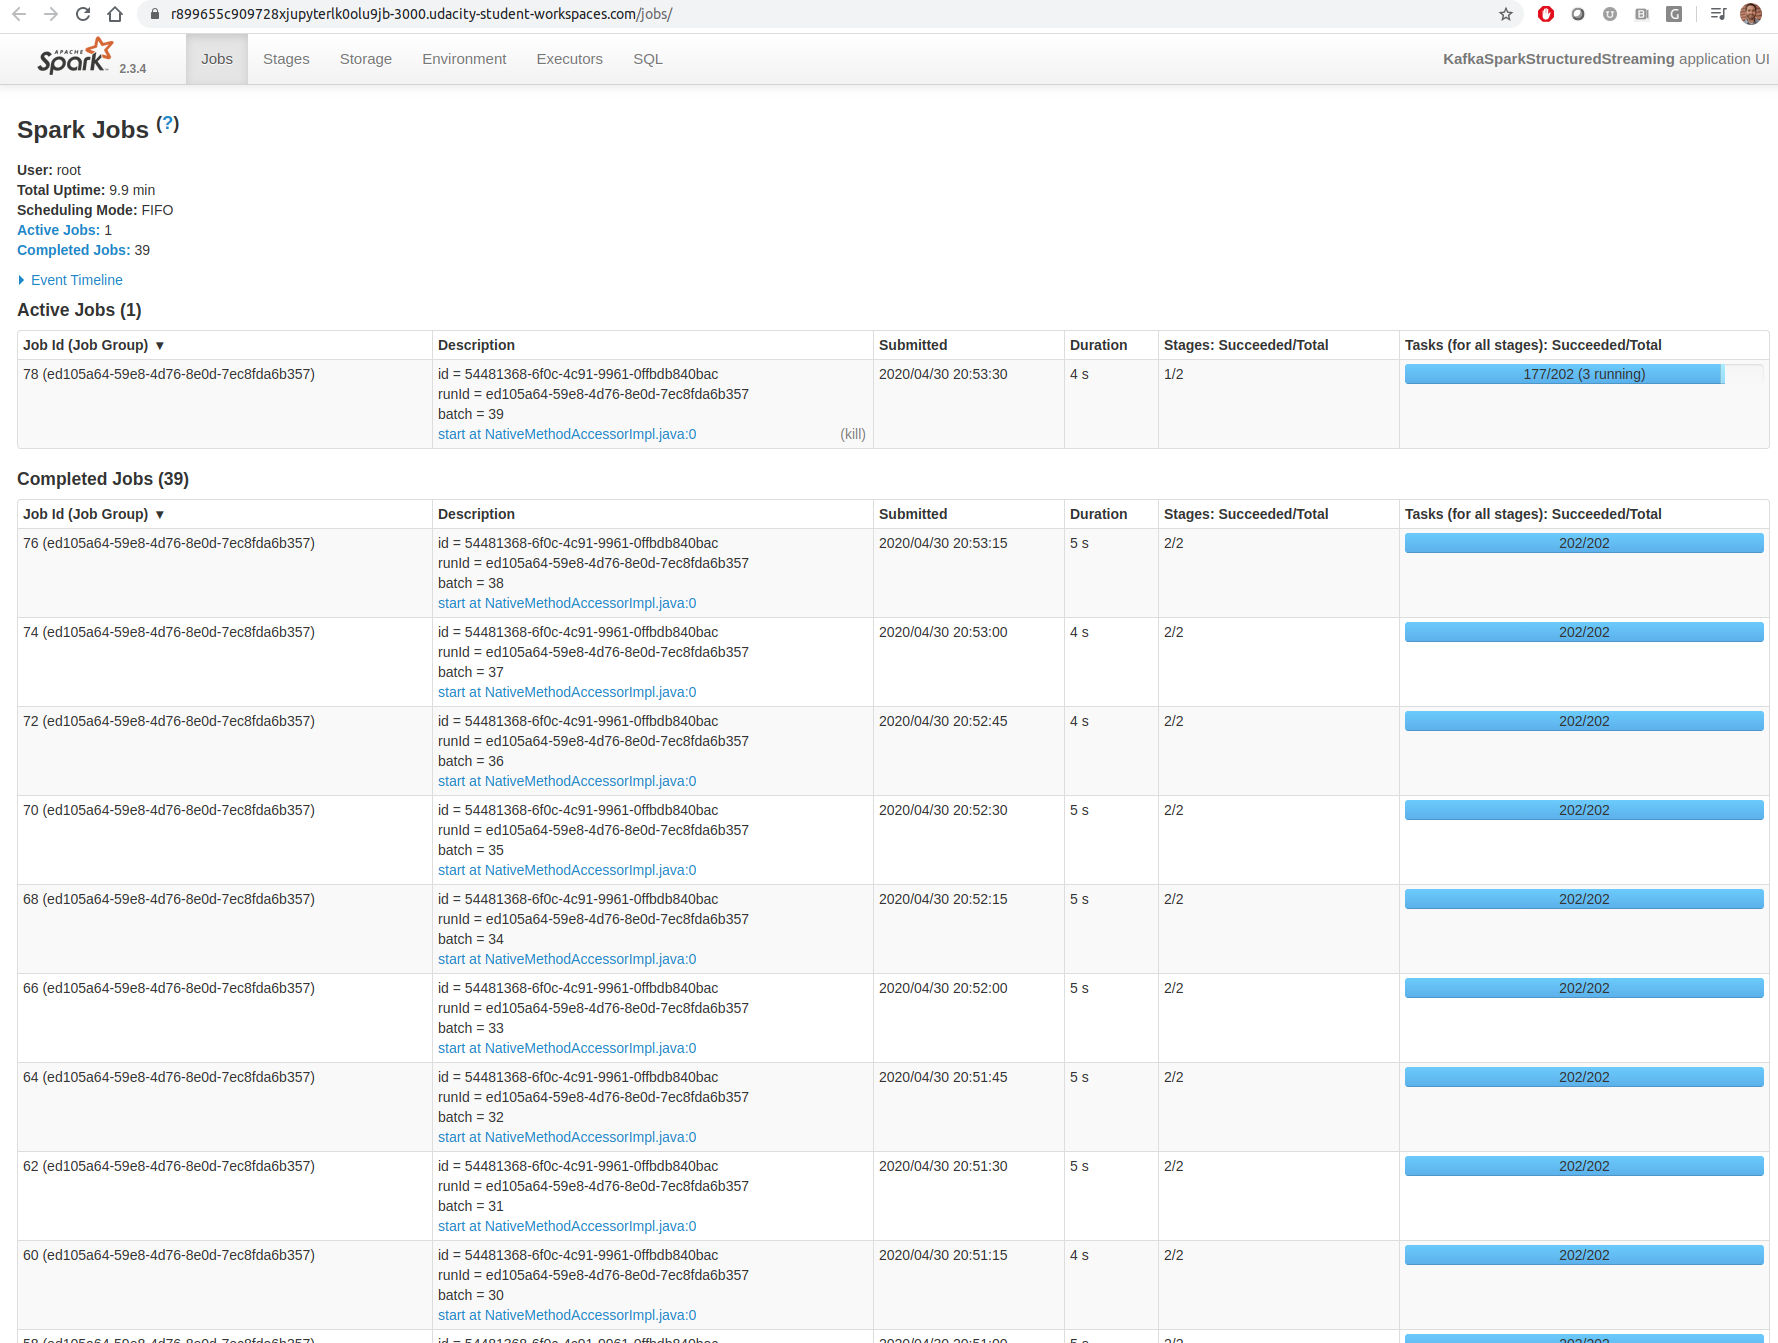 r899655c909728xjupyterlk0olu9jb-3000.udacity-student-workspaces.com/jobs/
APACHE Spark 2.3.4 Jobs Stages Storage Environment Executors SQL KafkaSparkStructuredStreaming application UI
Spark Jobs (?)
User: root
Total Uptime: 9.9 min
Scheduling Mode: FIFO
Active Jobs: 1
Completed Jobs: 39
Event Timeline
Active Jobs (1)
Job Id (Job Group) ▼ Description Submitted Duration Stages: Succeeded/Total Tasks (for all stages): Succeeded/Total
78 (ed105a64-59e8-4d76-8e0d-7ec8fda6b357) id = 54481368-6f0c-4c91-9961-0ffbdb840bac 2020/04/30 20:53:30 4 s 1/2 177/202 (3 running)
runId = ed105a64-59e8-4d76-8e0d-7ec8fda6b357
batch = 39
start at NativeMethodAccessorImpl.java:0 (kill)
Completed Jobs (39)
Job Id (Job Group) ▼ Description Submitted Duration Stages: Succeeded/Total Tasks (for all stages): Succeeded/Total
76 (ed105a64-59e8-4d76-8e0d-7ec8fda6b357) id = 54481368-6f0c-4c91-9961-0ffbdb840bac 2020/04/30 20:53:15 5 s 2/2 202/202
runId = ed105a64-59e8-4d76-8e0d-7ec8fda6b357
batch = 38
start at NativeMethodAccessorImpl.java:0
74 (ed105a64-59e8-4d76-8e0d-7ec8fda6b357) id = 54481368-6f0c-4c91-9961-0ffbdb840bac 2020/04/30 20:53:00 4 s 2/2 202/202
runId = ed105a64-59e8-4d76-8e0d-7ec8fda6b357
batch = 37
start at NativeMethodAccessorImpl.java:0
72 (ed105a64-59e8-4d76-8e0d-7ec8fda6b357) id = 54481368-6f0c-4c91-9961-0ffbdb840bac 2020/04/30 20:52:45 4 s 2/2 202/202
runId = ed105a64-59e8-4d76-8e0d-7ec8fda6b357
batch = 36
start at NativeMethodAccessorImpl.java:0
70 (ed105a64-59e8-4d76-8e0d-7ec8fda6b357) id = 54481368-6f0c-4c91-9961-0ffbdb840bac 2020/04/30 20:52:30 5 s 2/2 202/202
runId = ed105a64-59e8-4d76-8e0d-7ec8fda6b357
batch = 35
start at NativeMethodAccessorImpl.java:0
68 (ed105a64-59e8-4d76-8e0d-7ec8fda6b357) id = 54481368-6f0c-4c91-9961-0ffbdb840bac 2020/04/30 20:52:15 5 s 2/2 202/202
runId = ed105a64-59e8-4d76-8e0d-7ec8fda6b357
batch = 34
start at NativeMethodAccessorImpl.java:0
66 (ed105a64-59e8-4d76-8e0d-7ec8fda6b357) id = 54481368-6f0c-4c91-9961-0ffbdb840bac 2020/04/30 20:52:00 5 s 2/2 202/202
runId = ed105a64-59e8-4d76-8e0d-7ec8fda6b357
batch = 33
start at NativeMethodAccessorImpl.java:0
64 (ed105a64-59e8-4d76-8e0d-7ec8fda6b357) id = 54481368-6f0c-4c91-9961-0ffbdb840bac 2020/04/30 20:51:45 5 s 2/2 202/202
runId = ed105a64-59e8-4d76-8e0d-7ec8fda6b357
batch = 32
start at NativeMethodAccessorImpl.java:0
62 (ed105a64-59e8-4d76-8e0d-7ec8fda6b357) id = 54481368-6f0c-4c91-9961-0ffbdb840bac 2020/04/30 20:51:30 5 s 2/2 202/202
runId = ed105a64-59e8-4d76-8e0d-7ec8fda6b357
batch = 31
start at NativeMethodAccessorImpl.java:0
60 (ed105a64-59e8-4d76-8e0d-7ec8fda6b357) id = 54481368-6f0c-4c91-9961-0ffbdb840bac 2020/04/30 20:51:15 4 s 2/2 202/202
runId = ed105a64-59e8-4d76-8e0d-7ec8fda6b357
batch = 30
start at NativeMethodAccessorImpl.java:0